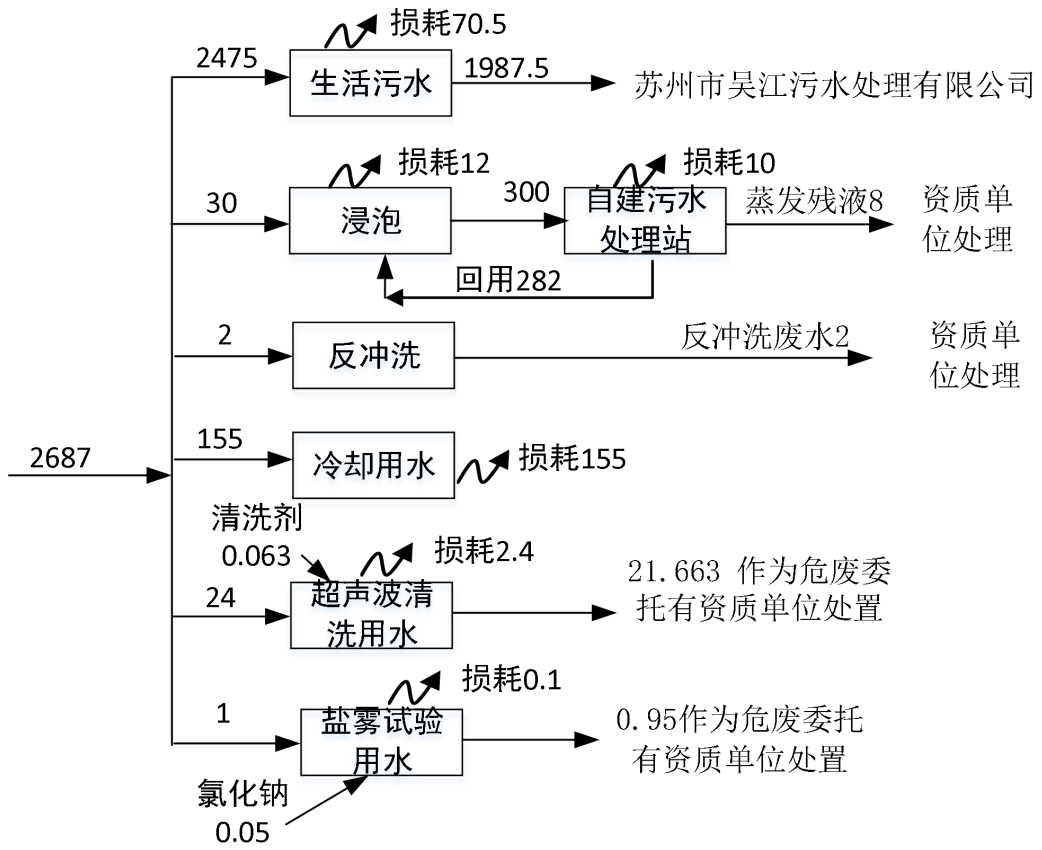 损耗70.5
2475
生活污水
1987.5
苏州市吴江污水处理有限公司
损耗12
30
浸泡
300
损耗10
自建污水
处理站
蒸发残液8
资质单
位处理
回用282
2
反冲洗
反冲洗废水2
资质单
位处理
2687
155
冷却用水
损耗155
清洗剂
0.063
损耗2.4
24
超声波清
洗用水
21.663 作为危废委
托有资质单位处置
损耗0.1
1
盐雾试验
用水
0.95作为危废委托
有资质单位处置
氯化钠
0.05